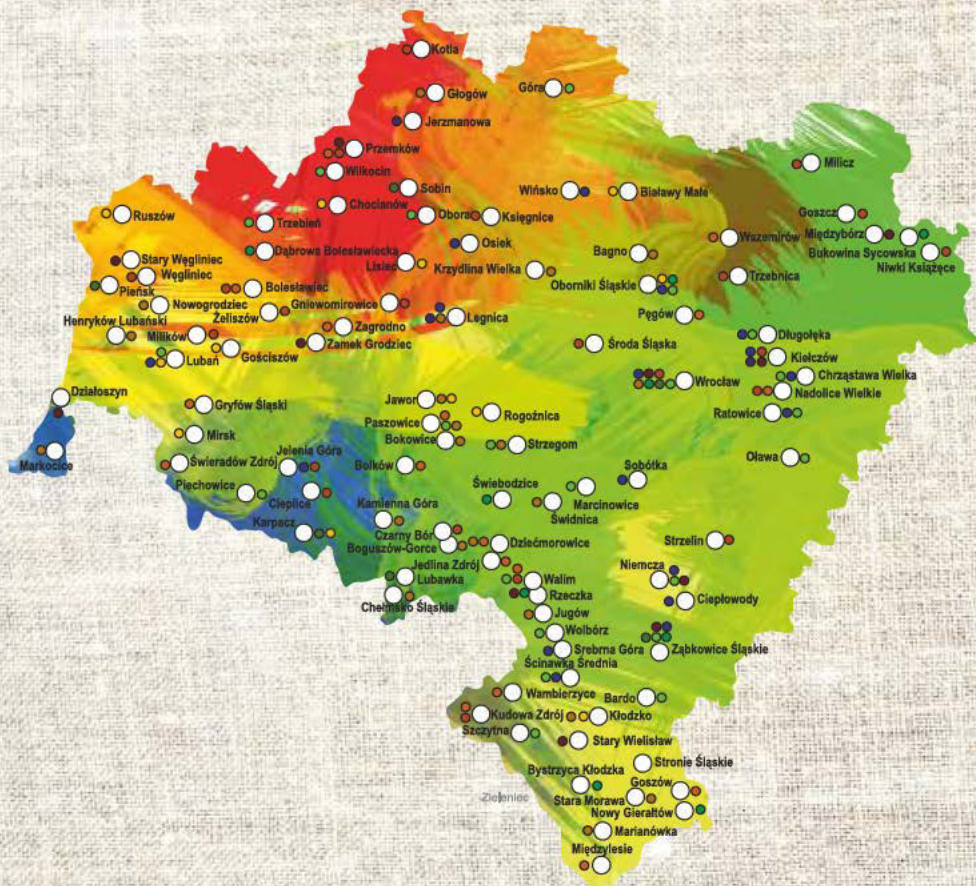 Kotla
Głogów
Góra
Jerzmanowa
Przemków
Milicz
Wilkocin
Sobin
Wińsko
Białawy Małe
Chocianów
Ruszów
Trzebień
Obora
Księgnice
Goszcz
Międzybórz
Wszemirów
Osiek
Bukowina Sycowska
Dąbrowa Bolesławiecka
Bagno
Niwki Książęce
Stary Węgliniec
Lisiec
Krzydlina Wielka
Węgliniec
Trzebnica
Pieńsk
Bolesławiec
Oborniki Śląskie
Nowogrodziec
Gniewomirowice
Żeliszów
Legnica
Pęgów
Henryków Lubański
Milików
Zagrodno
Długołęka
Zamek Grodziec
Środa Śląska
Gościszów
Lubań
Kiełczów
Chrząstawa Wielka
Wrocław
Działoszyn
Nadolice Wielkie
Jawor
Gryfów Śląski
Rogoźnica
Ratowice
Paszowice
Mirsk
Bokowice
Strzegom
Markocice
Jelenia Góra
Świeradów Zdrój
Bolków
Oława
Sobótka
Piechowice
Cieplice
Świebodzice
Marcinowice
Kamienna Góra
Świdnica
Karpacz
Czarny Bór
Strzelin
Boguszów-Gorce
Dziećmorowice
Jedlina Zdrój
Niemcza
Lubawka
Walim
Rzeczka
Ciepłowody
Chełmsko Śląskie
Jugów
Wolbórz
Srebrna Góra
Ząbkowice Śląskie
Ścinawka Średnia
Wambierzyce
Bardo
Kudowa Zdrój
Kłodzko
Szczytna
Stary Wielisław
Stronie Śląskie
Bystrzyca Kłodzka
Goszów
Zieleniec
Stara Morawa
Nowy Gierałtów
Marianówka
Międzylesie